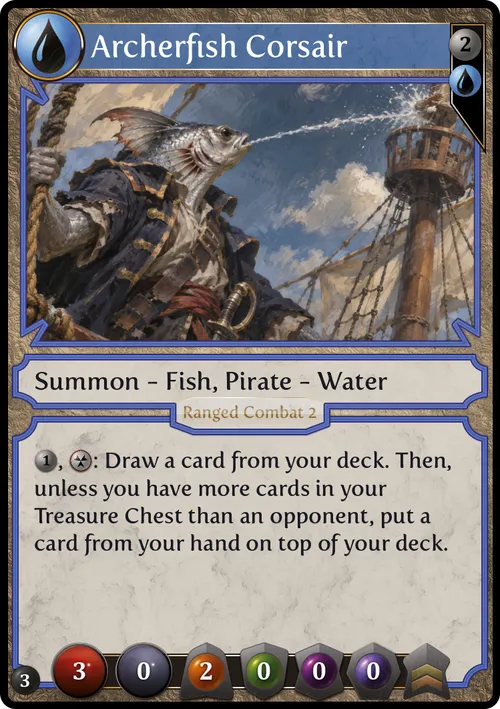 Archerfish Corsair
2
Summon - Fish, Pirate - Water
Ranged Combat 2
1, : Draw a card from your deck. Then,
unless you have more cards in your
Treasure Chest than an opponent, put a
card from your hand on top of your deck.
3 3* 0* 2 0 0 0